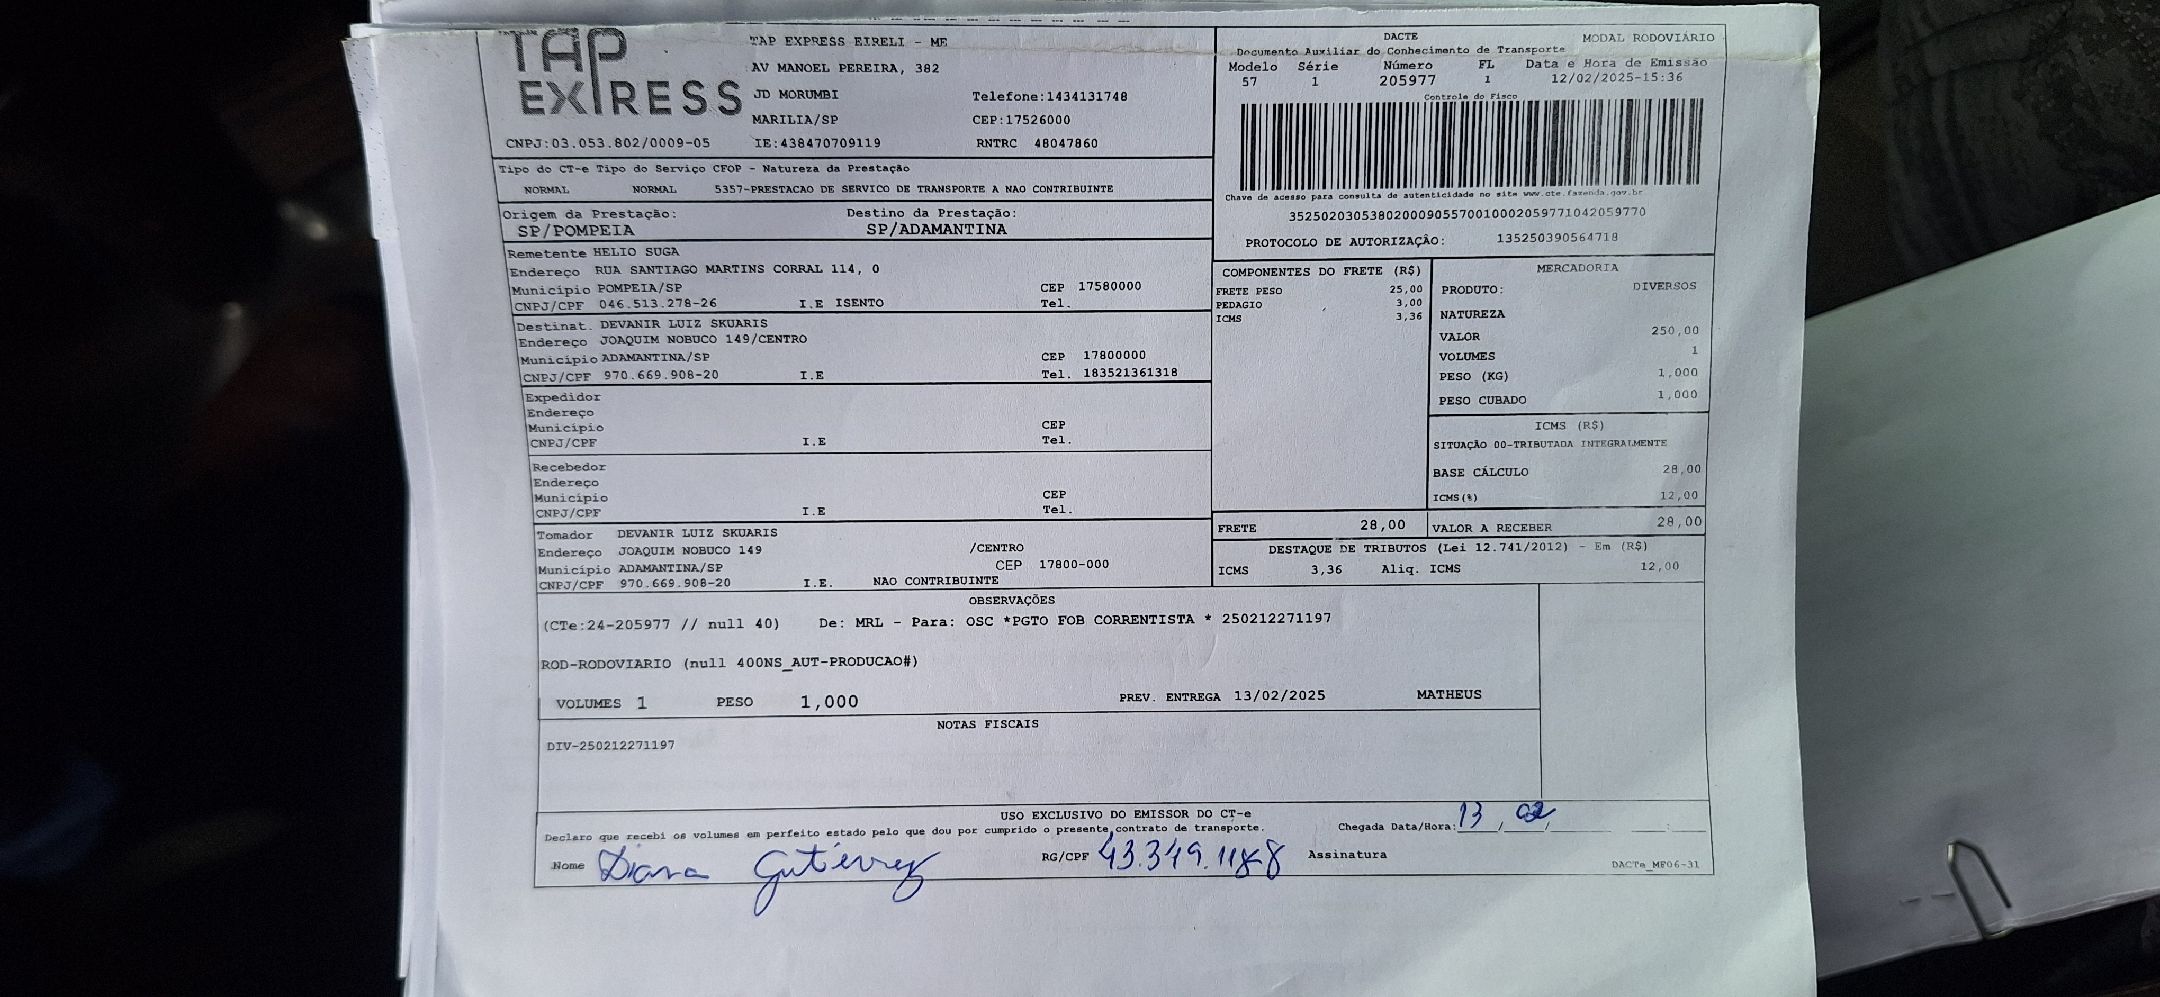 TAP EXPRESS
TAP EXPRESS EIRELI - ME
AV MANOEL PEREIRA, 382
JD MORUMBI Telefone:1434131748
MARILIA/SP CEP:17526000
CNPJ:03.053.802/0009-05 IE:438470709119 RNTRC 48047860
DACTE MODAL RODOVIÁRIO
Documento Auxiliar do Conhecimento de Transporte
Modelo Série Número FL Data e Hora de Emissão
57 1 205977 1 12/02/2025-15:36
Controle do Fisco
Chave de acesso para consulta de autenticidade no site www.cte.fazenda.gov.br
35250203053802000905570010002059771042059770
PROTOCOLO DE AUTORIZAÇÃO: 135250390564718
Tipo do CT-e Tipo do Serviço CFOP - Natureza da Prestação
NORMAL NORMAL 5357-PRESTACAO DE SERVICO DE TRANSPORTE A NAO CONTRIBUINTE
Origem da Prestação: Destino da Prestação:
SP/POMPEIA SP/ADAMANTINA
Remetente HELIO SUGA
Endereço RUA SANTIAGO MARTINS CORRAL 114, 0
Município POMPEIA/SP CEP 17580000
CNPJ/CPF 046.513.278-26 I.E ISENTO Tel.
Destinat. DEVANIR LUIZ SKUARIS
Endereço JOAQUIM NOBUCO 149/CENTRO
Município ADAMANTINA/SP CEP 17800000
CNPJ/CPF 970.669.908-20 I.E Tel. 183521361318
Expedidor
Endereço
Município CEP
CNPJ/CPF I.E Tel.
Recebedor
Endereço
Município CEP
CNPJ/CPF I.E Tel.
Tomador DEVANIR LUIZ SKUARIS
Endereço JOAQUIM NOBUCO 149 /CENTRO
Município ADAMANTINA/SP CEP 17800-000
CNPJ/CPF 970.669.908-20 I.E. NAO CONTRIBUINTE
COMPONENTES DO FRETE (R$)
FRETE PESO 25,00
PEDAGIO 3,00
ICMS 3,36
MERCADORIA
PRODUTO: DIVERSOS
NATUREZA
VALOR 250,00
VOLUMES 1
PESO (KG) 1,000
PESO CUBADO 1,000
ICMS (R$)
SITUAÇÃO 00-TRIBUTADA INTEGRALMENTE
BASE CÁLCULO 28,00
ICMS(%) 12,00
FRETE 28,00 VALOR A RECEBER 28,00
DESTAQUE DE TRIBUTOS (Lei 12.741/2012) - Em (R$)
ICMS 3,36 Aliq. ICMS 12,00
OBSERVAÇÕES
(CTe:24-205977 // null 40) De: MRL - Para: OSC *PGTO FOB CORRENTISTA * 250212271197
ROD-RODOVIARIO (null 400NS_AUT-PRODUCAO#)
VOLUMES 1 PESO 1,000 PREV. ENTREGA 13/02/2025 MATHEUS
NOTAS FISCAIS
DIV-250212271197
USO EXCLUSIVO DO EMISSOR DO CT-e
Declaro que recebi os volumes em perfeito estado pelo que dou por cumprido o presente contrato de transporte. Chegada Data/Hora: 13, 02,
Nome Diana Gutierrez RG/CPF Assinatura
DACTe_MF06-31